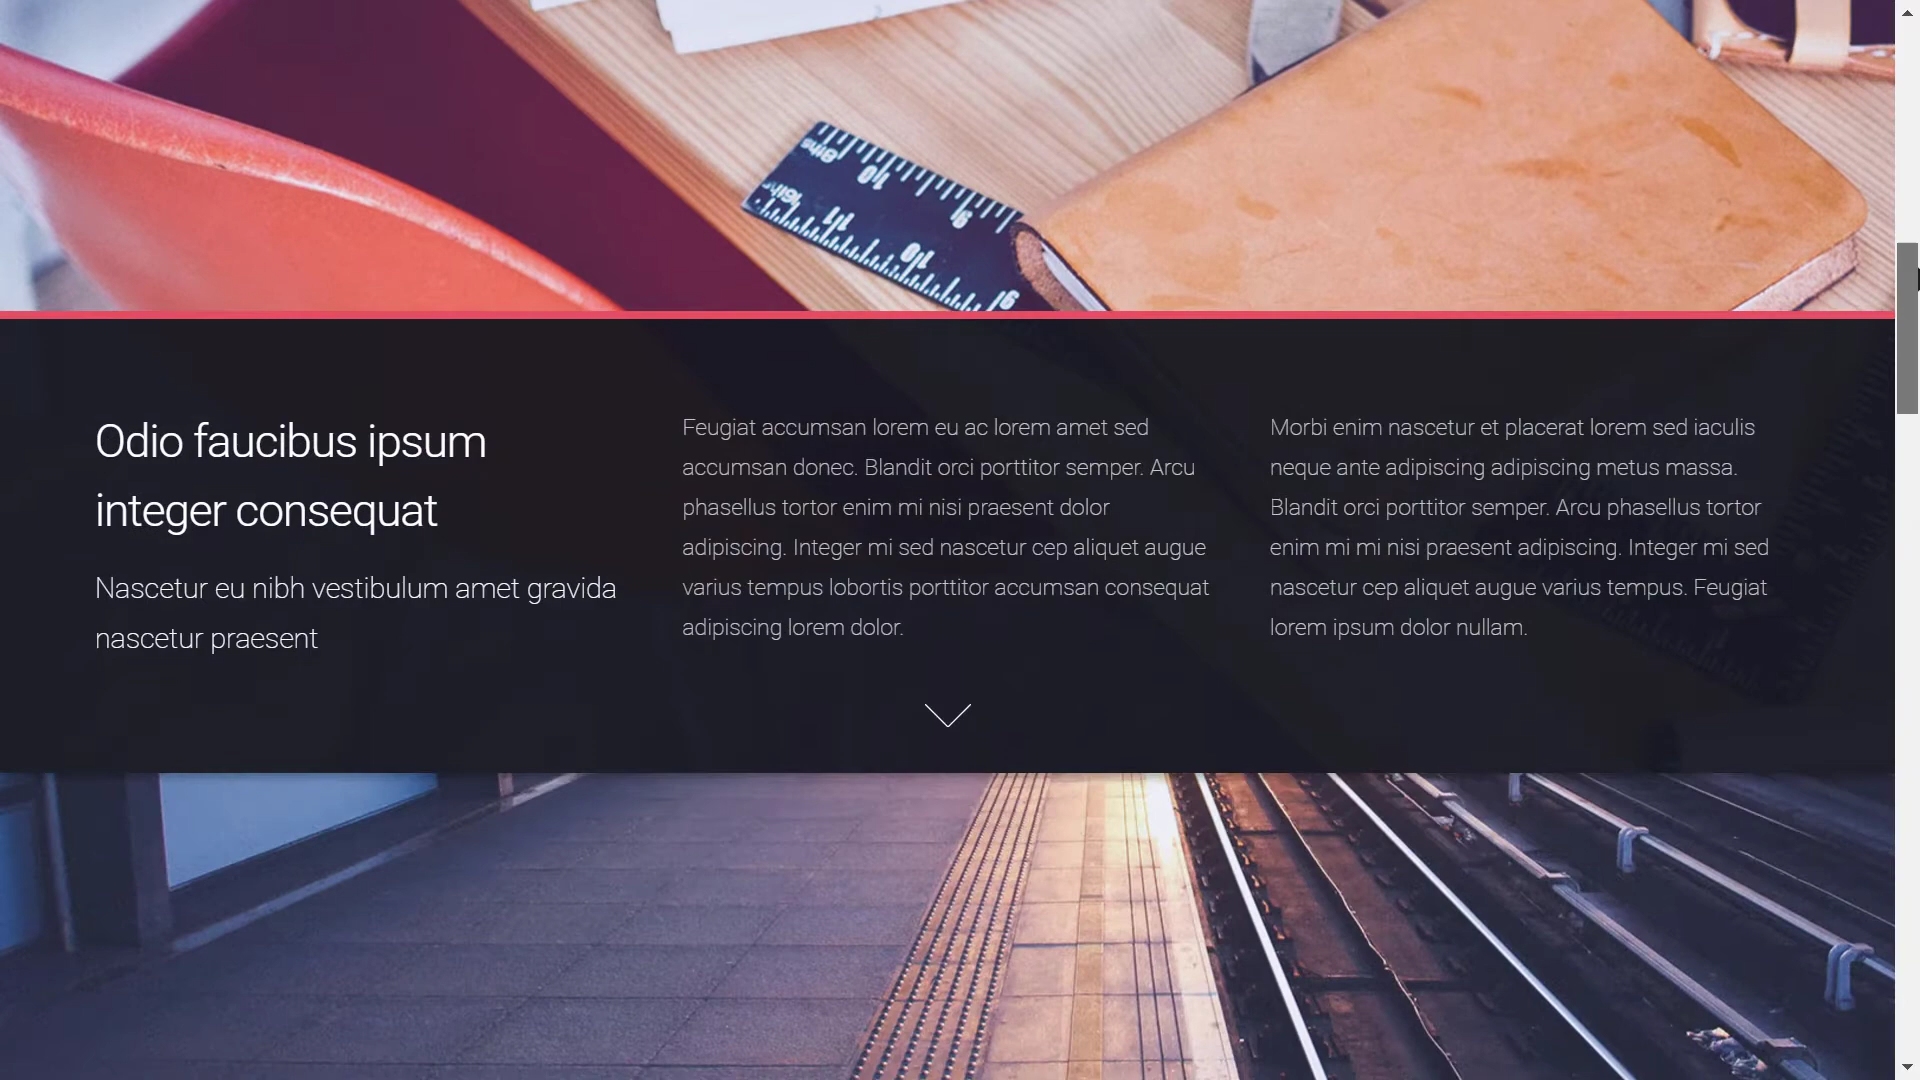 Odio faucibus ipsum
integer consequat
Nascetur eu nibh vestibulum amet gravida
nascetur praesent
Feugiat accumsan lorem eu ac lorem amet sed
accumsan donec. Blandit orci porttitor semper. Arcu
phasellus tortor enim mi nisi praesent dolor
adipiscing. Integer mi sed nascetur cep aliquet augue
varius tempus lobortis porttitor accumsan consequat
adipiscing lorem dolor.
Morbi enim nascetur et placerat lorem sed iaculis
neque ante adipiscing adipiscing metus massa.
Blandit orci porttitor semper. Arcu phasellus tortor
enim mi mi nisi praesent adipiscing. Integer mi sed
nascetur cep aliquet augue varius tempus. Feugiat
lorem ipsum dolor nullam.